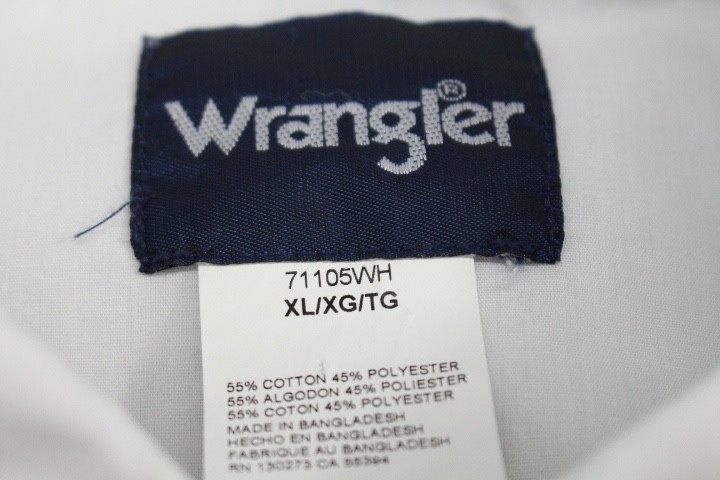 Wrangler®
71105WH
XL/XG/TG
55% COTTON 45% POLYESTER
55% ALGODON 45% POLIESTER
55% COTON 45% POLYESTER
MADE IN BANGLADESH
HECHO EN BANGLADESH
FABRIQUE AU BANGLADESH
RN 130273 CA 55394